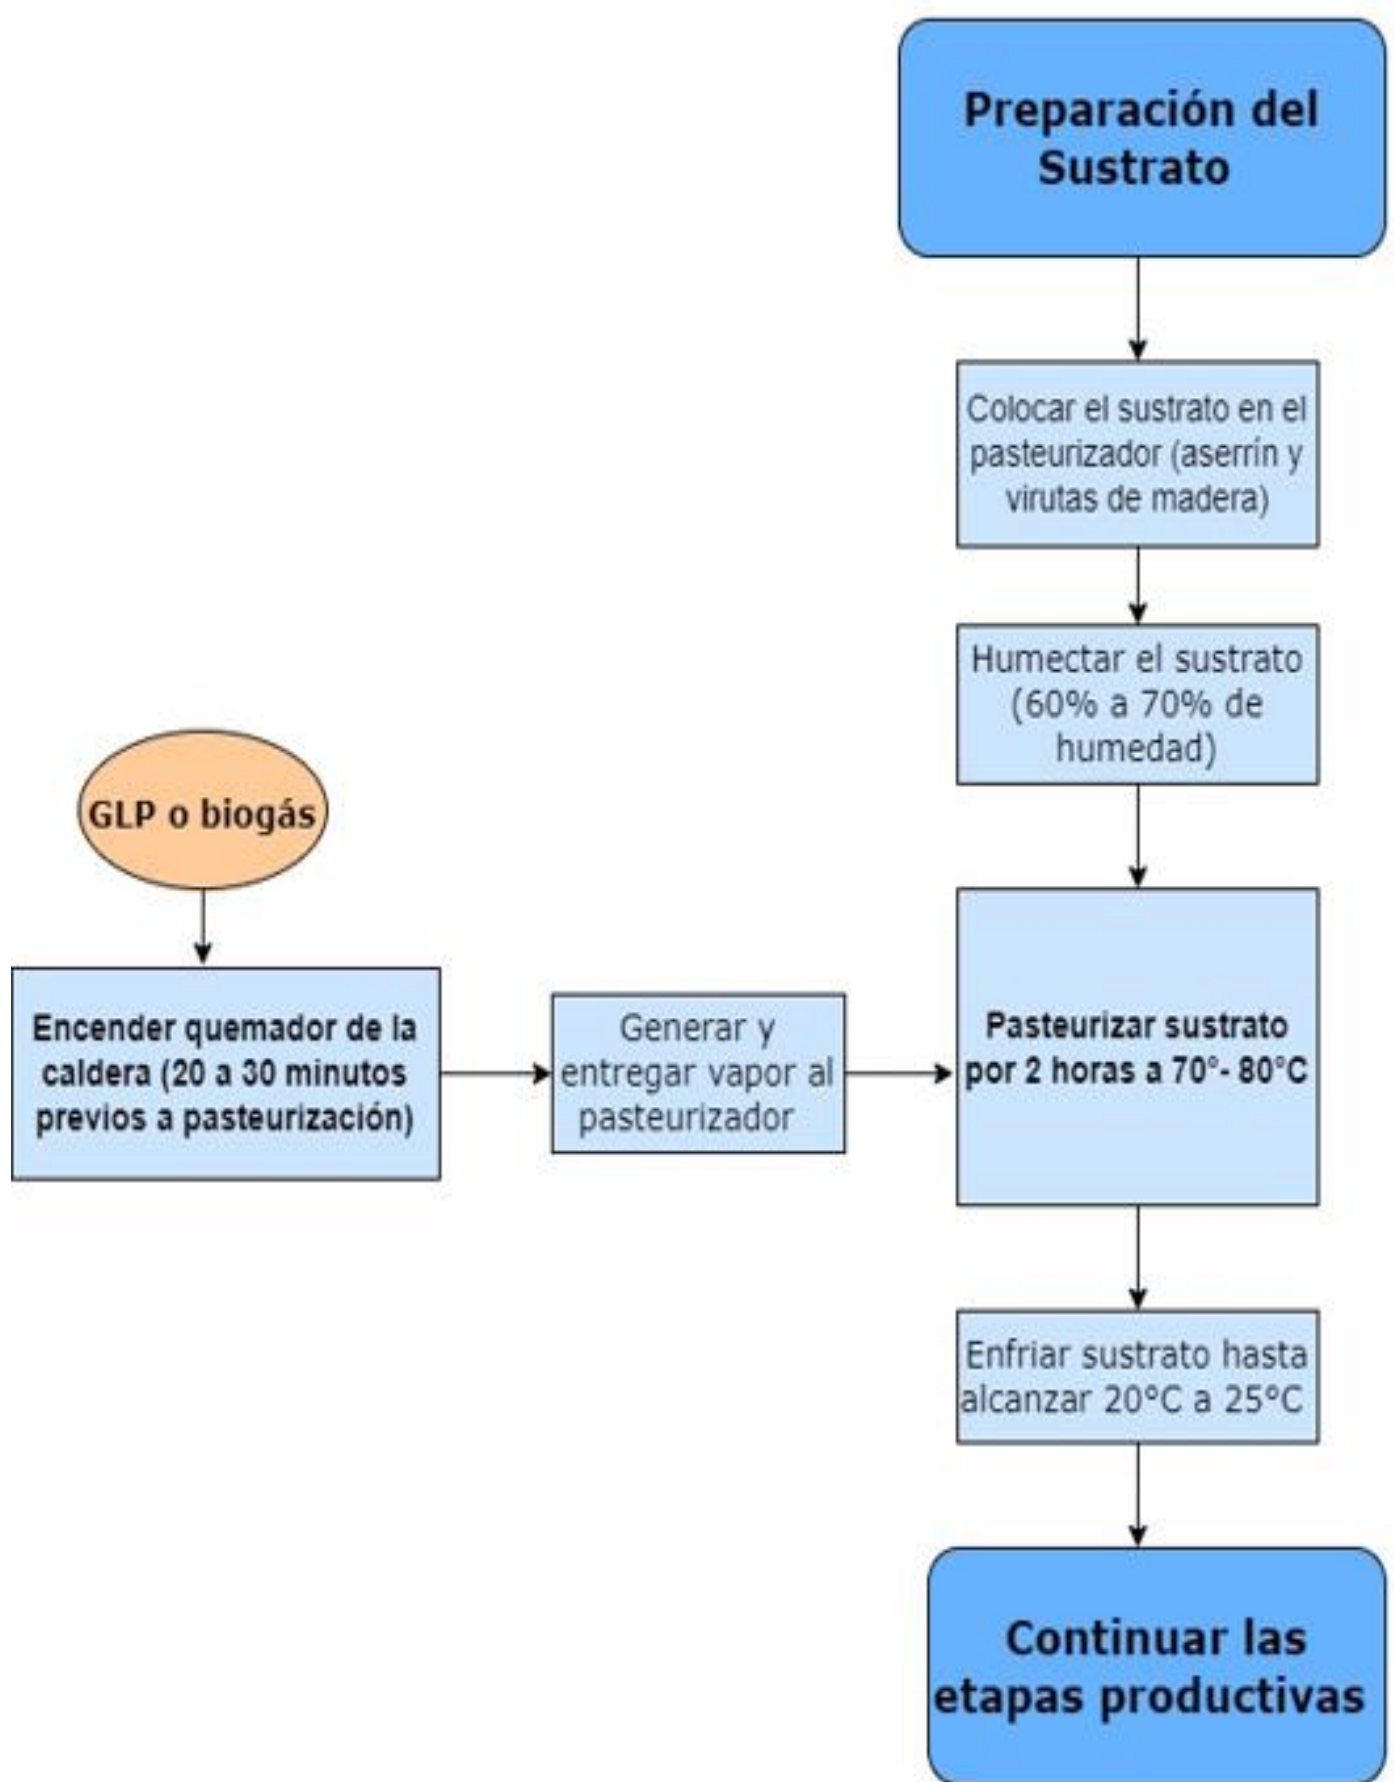 Preparación del
Sustrato
Colocar el sustrato en el
pasteurizador (aserrín y
virutas de madera)
Humectar el sustrato
(60% a 70% de
humedad)
GLP o biogás
Encender quemador de la
caldera (20 a 30 minutos
previos a pasteurización)
Generar y
entregar vapor al
pasteurizador
Pasteurizar sustrato
por 2 horas a 70°- 80°C
Enfriar sustrato hasta
alcanzar 20°C a 25°C
Continuar las
etapas productivas